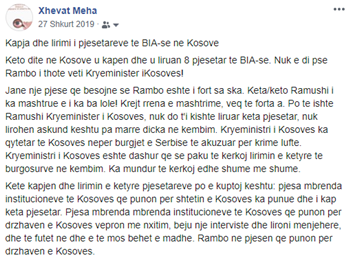 Xhevat Meha
27 Shkurt 2019 ·
Kapja dhe lirimi i pjesetareve te BIA-se ne Kosove
Keto dite ne Kosove u kapen dhe u liruan 8 pjesetar te BIA-se. Nuk e di pse
Rambo i thote veti Kryeminister iKosoves!
Jane nje pjese qe besojne se Rambo eshte i fort sa ska. Keta/keto Ramushi i
ka mashtrue e i ka ba lole! Krejt rrena e mashtrime, veq te forta a. Po te ishte
Ramushi Kryeminister i Kosoves, nuk do t'i kishte liruar keta pjesetar, nuk
lirohen askund keshtu pa marre dicka ne kembim. Kryeministri i Kosoves ka
qytetar te Kosoves neper burgjet e Serbise te akuzuar per krime lufte.
Kryeministri i Kosoves eshte dashur qe se paku te kerkoj lirimin e ketyre te
burgosurve ne kembim. Ka mundur te kerkoj edhe shume me shume.
Kete kapjen dhe lirimin e ketyre pjesetareve po e kuptoj keshtu: pjesa mbrenda
institucioneve te Kosoves qe punon per shtetin e Kosoves ka punue dhe i kap
keta pjesetar. Pjesa mbrenda mbrenda institucioneve te Kosoves qe punon per
drzhaven e Kosoves vepron me nxitim, beju nje interviste dhe lironi menjehere,
dhe te futet ne dhe e te mos behet e madhe. Rambo ne pjesen qe punon per
drzhaven e Kosoves.